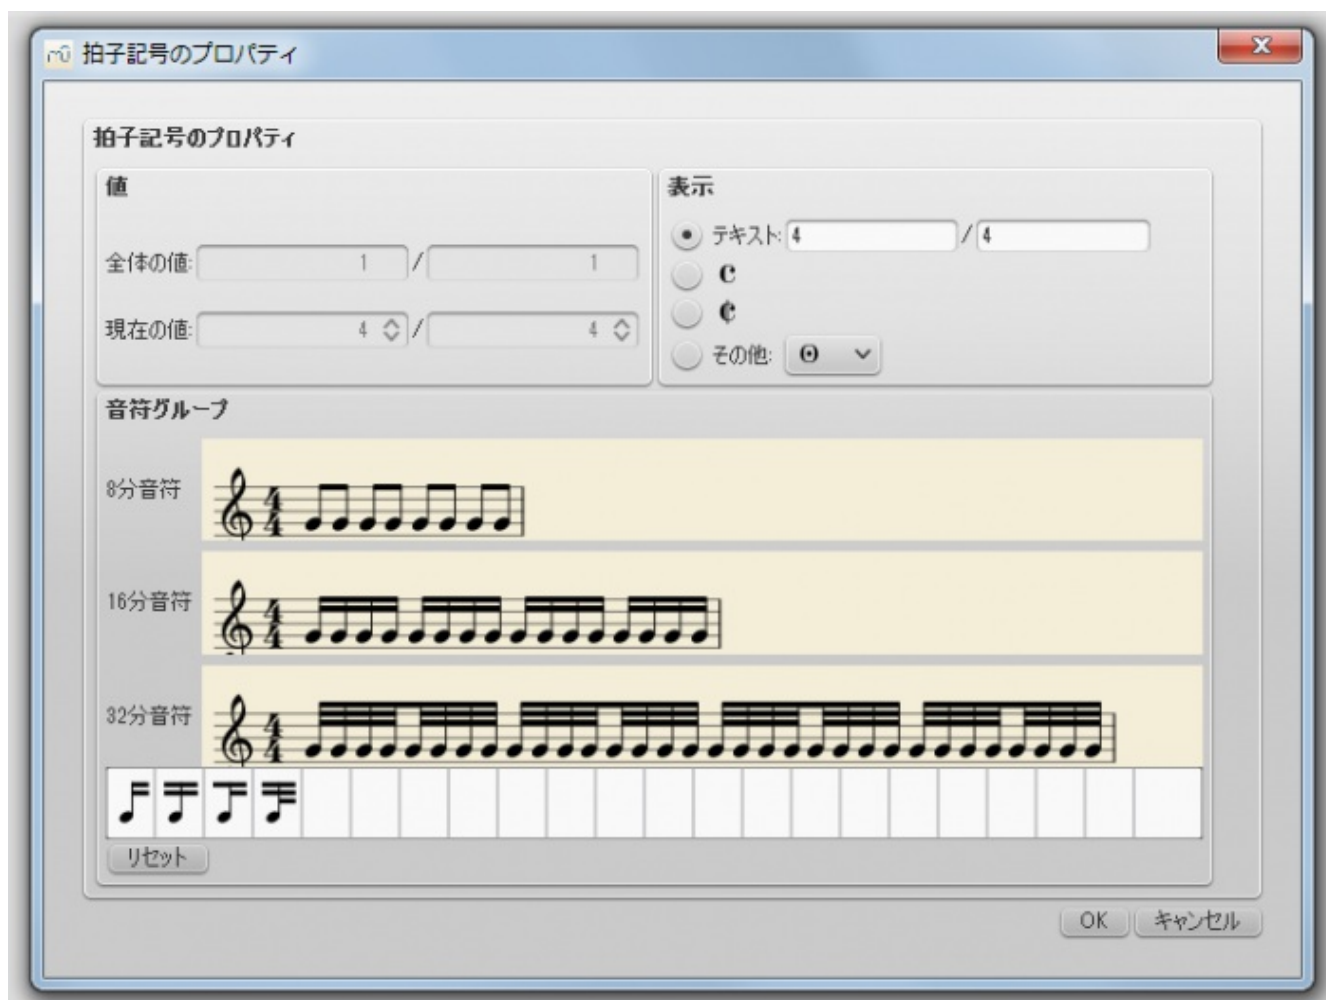 拍子記号のプロパティ
拍子記号のプロパティ
値
全体の値: 1 / 1
現在の値: 4 / 4
表示
テキスト: 4 / 4
その他:
音符グループ
8分音符
16分音符
32分音符
リセット
OK キャンセル